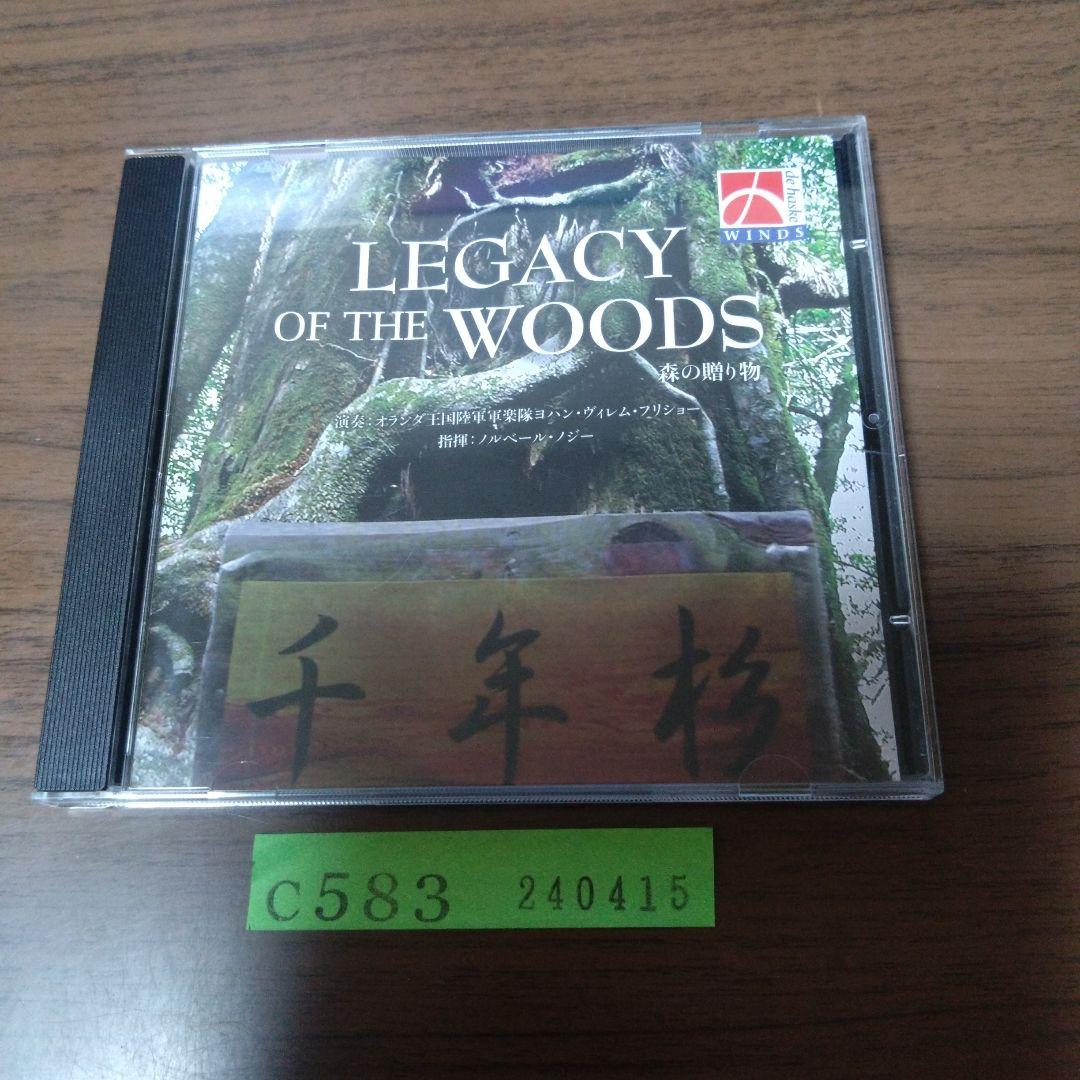 de haske
WINDS
LEGACY
OF THE WOODS
森の贈り物
演奏:オランダ王国陸軍軍楽隊ヨハン・ヴィレム・フリショー
指揮:ノルベール・ノジー
千年杉
C583 240415